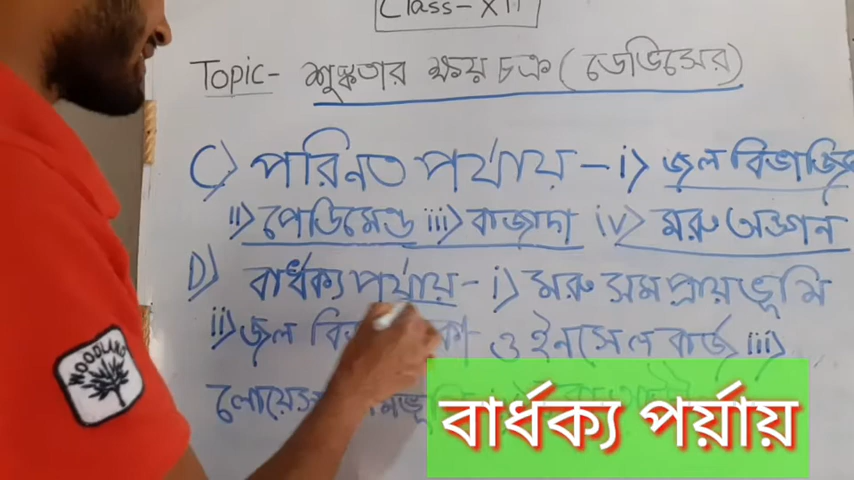 Class-XII
Topic- শুষ্কতার ক্ষয় চক্র (ডেভিসের)
C) পরিনত পর্যায় - i) জল
ii) পেডিমেন্ড iii) বাজাদা iv) মরু অঙ্গন
D) বার্ধক্য পর্যায় - i) মরু সমপ্রায়ভূমি
ii) জল ও ইনসেল বার্জ iii)
WOODLAND
বার্ধক্য পর্যায়